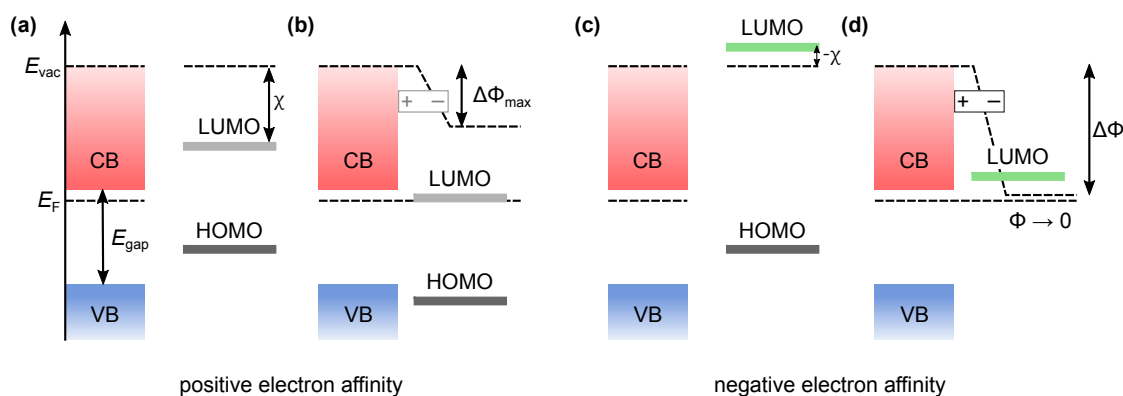 (a)
E_vac
χ
LUMO
CB
E_F
E_gap
HOMO
VB
(b)
+ −
ΔΦ_max
CB
LUMO
VB
HOMO
positive electron affinity
(c)
LUMO
-χ
CB
HOMO
VB
(d)
+ −
ΔΦ
CB
LUMO
Φ → 0
VB
negative electron affinity